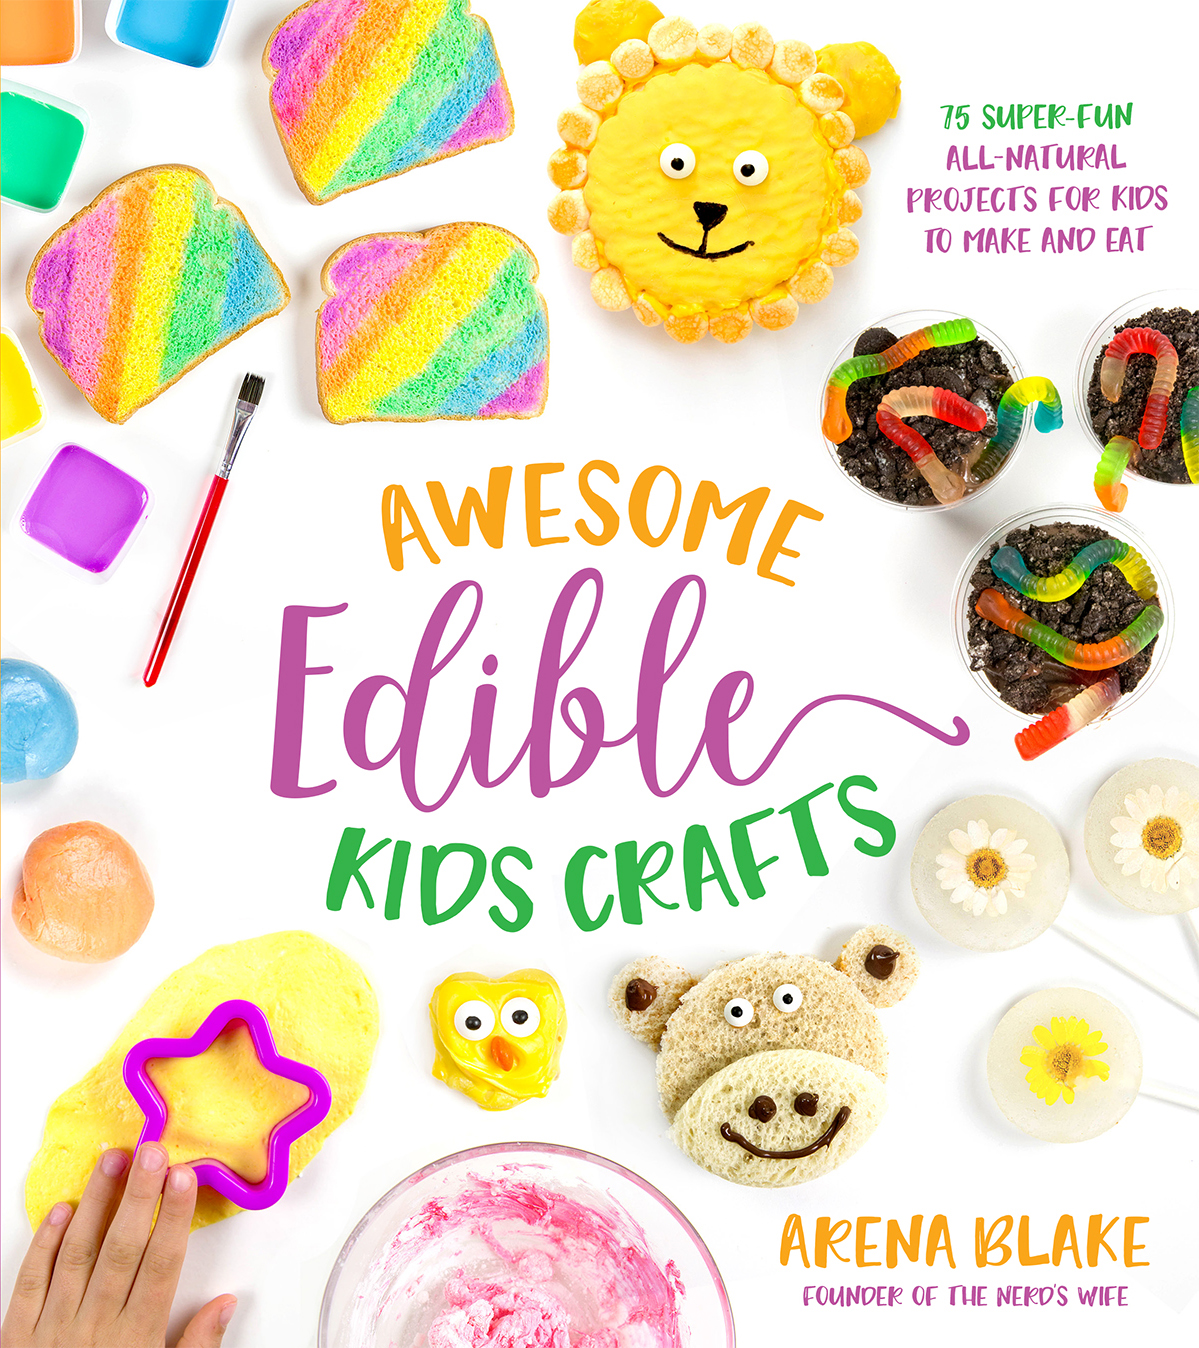 75 SUPER-FUN
ALL-NATURAL
PROJECTS FOR KIDS
TO MAKE AND EAT
AWESOME
Edible
KIDS CRAFTS
ARENA BLAKE
FOUNDER OF THE NERD'S WIFE